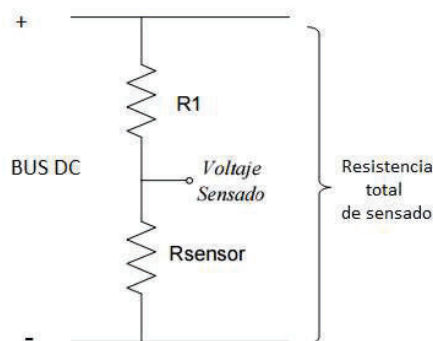 +
R1
BUS DC
Voltaje
Sensado
Resistencia
total
de sensado
Rsensor
-